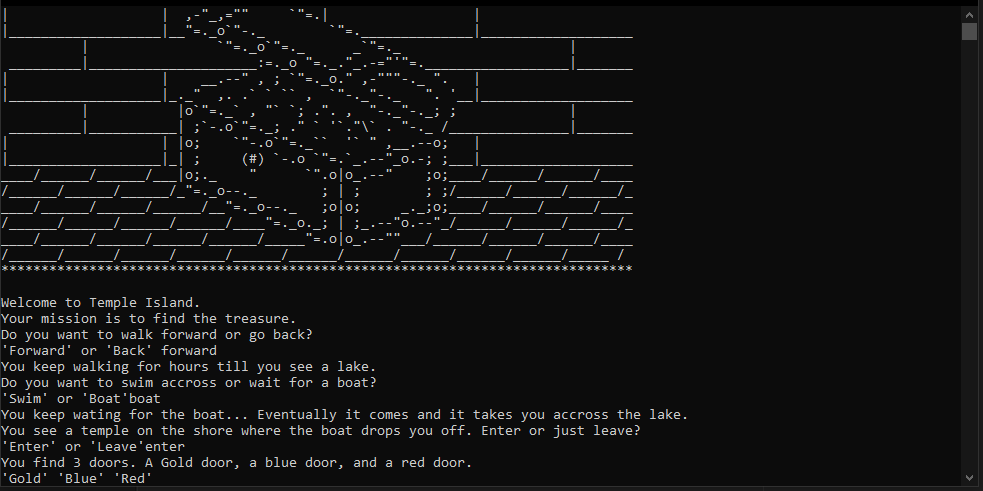 Welcome to Temple Island.
Your mission is to find the treasure.
Do you want to walk forward or go back?
'Forward' or 'Back' forward
You keep walking for hours till you see a lake.
Do you want to swim accross or wait for a boat?
'Swim' or 'Boat'boat
You keep wating for the boat... Eventually it comes and it takes you accross the lake.
You see a temple on the shore where the boat drops you off. Enter or just leave?
'Enter' or 'Leave'enter
You find 3 doors. A Gold door, a blue door, and a red door.
'Gold' 'Blue' 'Red'